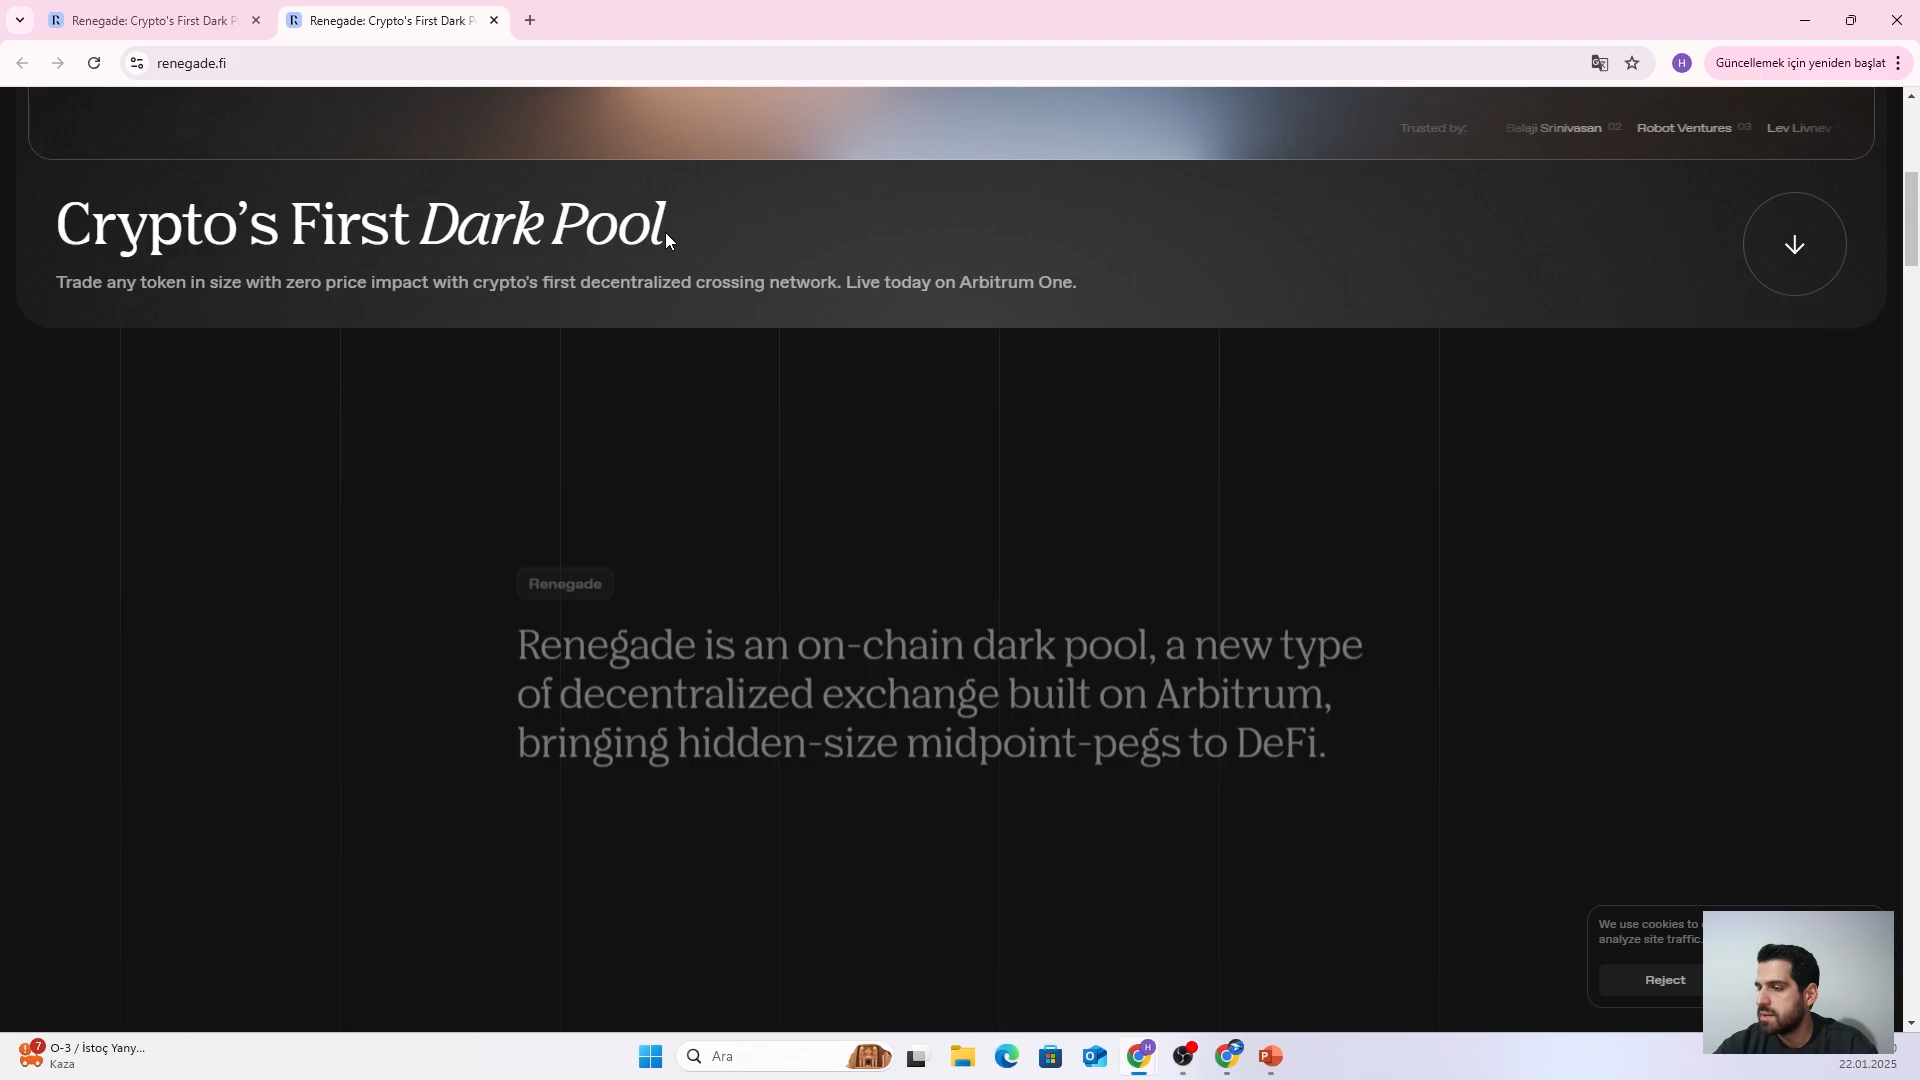 Renegade: Crypto's First Dark P
Renegade: Crypto's First Dark P
renegade.fi
H
Güncellemek için yeniden başlat
Trusted by: Balaji Srinivasan 02 Robot Ventures 03 Lev Livnev
Crypto's First Dark Pool
Trade any token in size with zero price impact with crypto's first decentralized crossing network. Live today on Arbitrum One.
Renegade
Renegade is an on-chain dark pool, a new type
of decentralized exchange built on Arbitrum,
bringing hidden-size midpoint-pegs to DeFi.
We use cookies to
analyze site traffic.
Reject
7
O-3 / İstoç Yany...
Kaza
Ara
H
22.01.2025